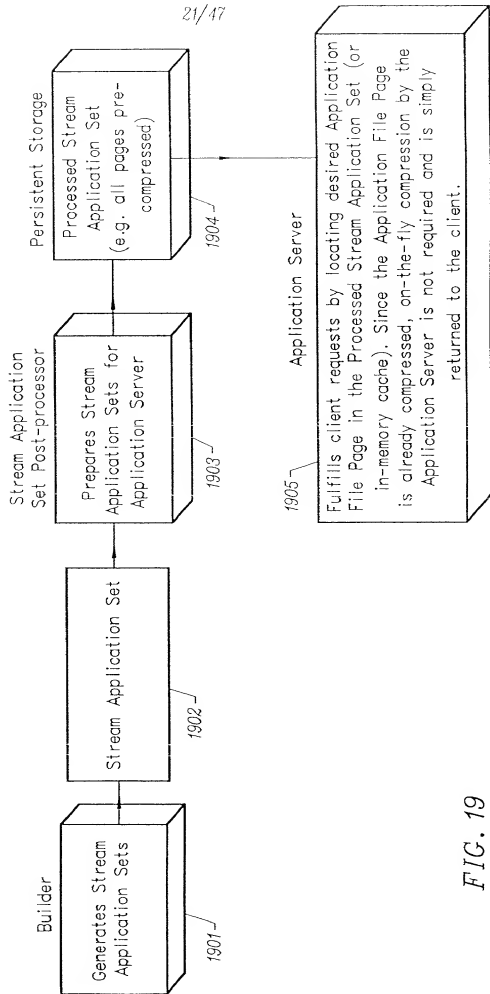 21/47
Builder
Generates Stream
Application Sets
1901
Stream Application Set
1902
Stream Application
Set Post-processor
Prepares Stream
Application Sets for
Application Server
1903
Persistent Storage
Processed Stream
Application Set
(e.g. all pages pre-
compressed)
1904
Application Server
1905
Fulfills client requests by locating desired Application
File Page in the Processed Stream Application Set (or
in-memory cache). Since the Application File Page
is already compressed, on-the-fly compression by the
Application Server is not required and is simply
returned to the client.
FIG. 19